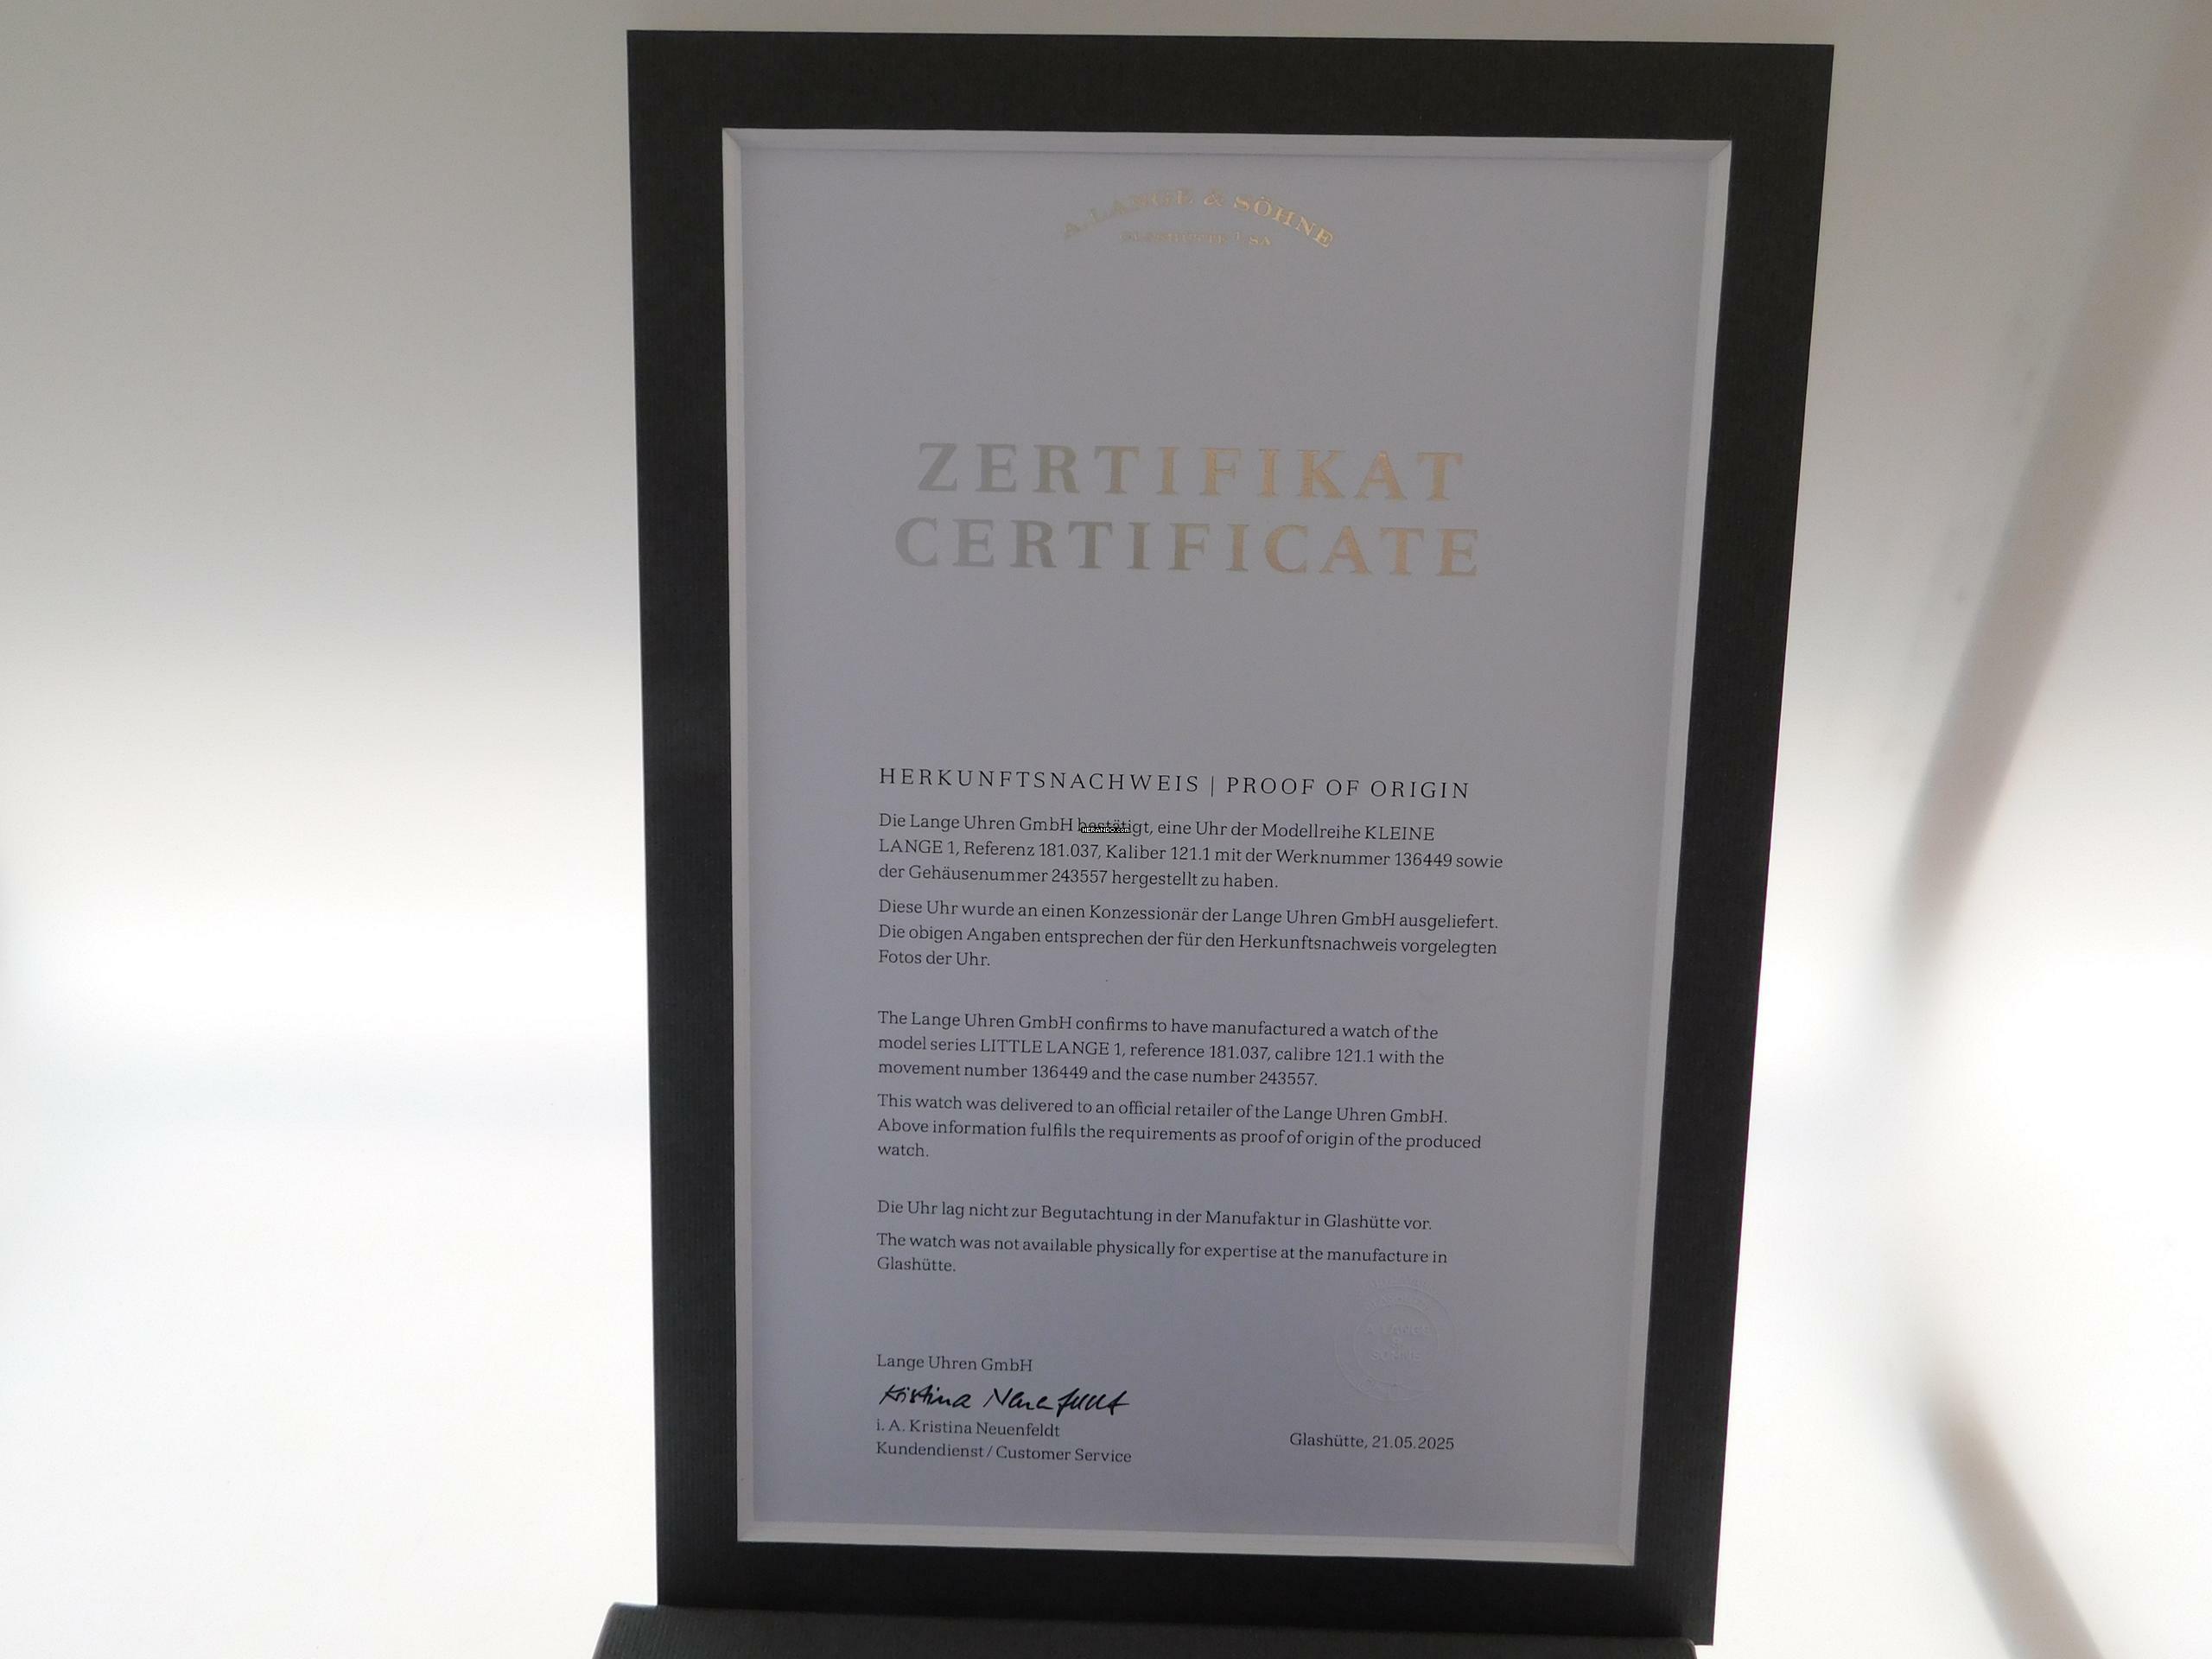 A. LANGE & SÖHNE
GLASHÜTTE I/SA
ZERTIFIKAT
CERTIFICATE
HERKUNFTSNACHWEIS | PROOF OF ORIGIN
Die Lange Uhren GmbH bestätigt, eine Uhr der Modellreihe KLEINE
HERANDO.com
LANGE 1, Referenz 181.037, Kaliber 121.1 mit der Werknummer 136449 sowie
der Gehäusenummer 243557 hergestellt zu haben.
Diese Uhr wurde an einen Konzessionär der Lange Uhren GmbH ausgeliefert.
Die obigen Angaben entsprechen der für den Herkunftsnachweis vorgelegten
Fotos der Uhr.
The Lange Uhren GmbH confirms to have manufactured a watch of the
model series LITTLE LANGE 1, reference 181.037, calibre 121.1 with the
movement number 136449 and the case number 243557.
This watch was delivered to an official retailer of the Lange Uhren GmbH.
Above information fulfils the requirements as proof of origin of the produced
watch.
Die Uhr lag nicht zur Begutachtung in der Manufaktur in Glashütte vor.
The watch was not available physically for expertise at the manufacture in
Glashütte.
A. LANGE
&
SÖHNE
Lange Uhren GmbH
Kristina Neuenfeldt
i. A. Kristina Neuenfeldt
Kundendienst / Customer Service
Glashütte, 21.05.2025